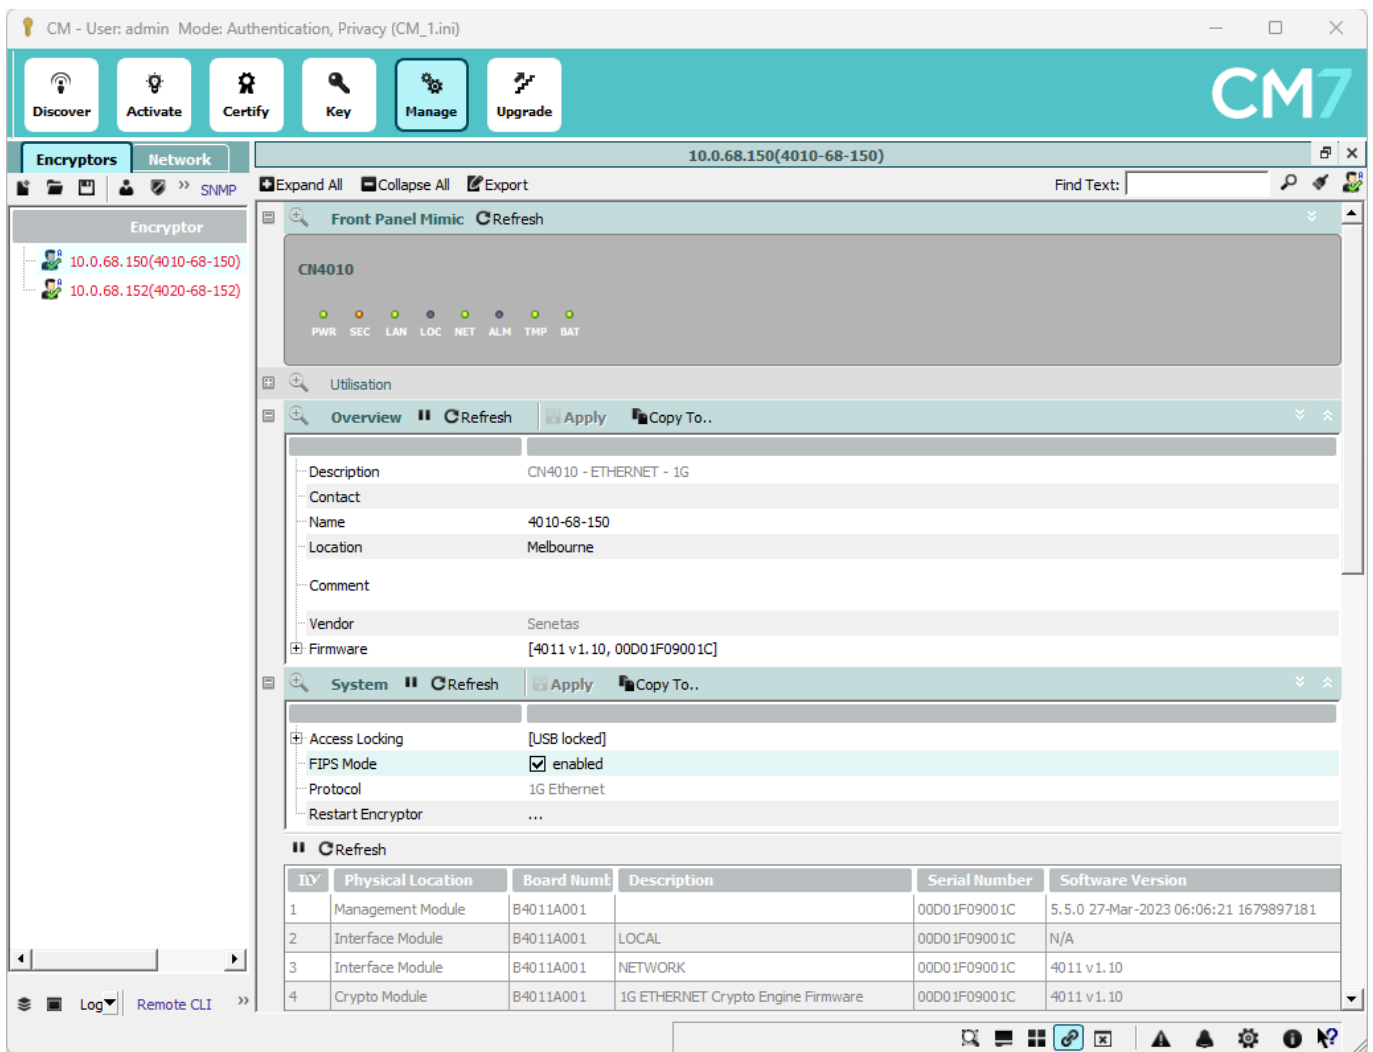 CM - User: admin  Mode: Authentication, Privacy (CM_1.ini)
Discover Activate Certify Key Manage Upgrade
CM7
Encryptors Network 10.0.68.150(4010-68-150)
SNMP Expand All Collapse All Export Find Text:
Encryptor
10.0.68.150(4010-68-150)
10.0.68.152(4020-68-152)
Front Panel Mimic Refresh
CN4010
PWR SEC LAN LOC NET ALM TMP BAT
Utilisation
Overview Refresh Apply Copy To..
Description CN4010 - ETHERNET - 1G
Contact
Name 4010-68-150
Location Melbourne
Comment
Vendor Senetas
Firmware [4011 v1.10, 00D01F09001C]
System Refresh Apply Copy To..
Access Locking [USB locked]
FIPS Mode enabled
Protocol 1G Ethernet
Restart Encryptor ...
Refresh
ID Physical Location Board Numb Description Serial Number Software Version
1 Management Module B4011A001 00D01F09001C 5.5.0 27-Mar-2023 06:06:21 1679897181
2 Interface Module B4011A001 LOCAL 00D01F09001C N/A
3 Interface Module B4011A001 NETWORK 00D01F09001C 4011 v1.10
4 Crypto Module B4011A001 1G ETHERNET Crypto Engine Firmware 00D01F09001C 4011 v1.10
Log Remote CLI